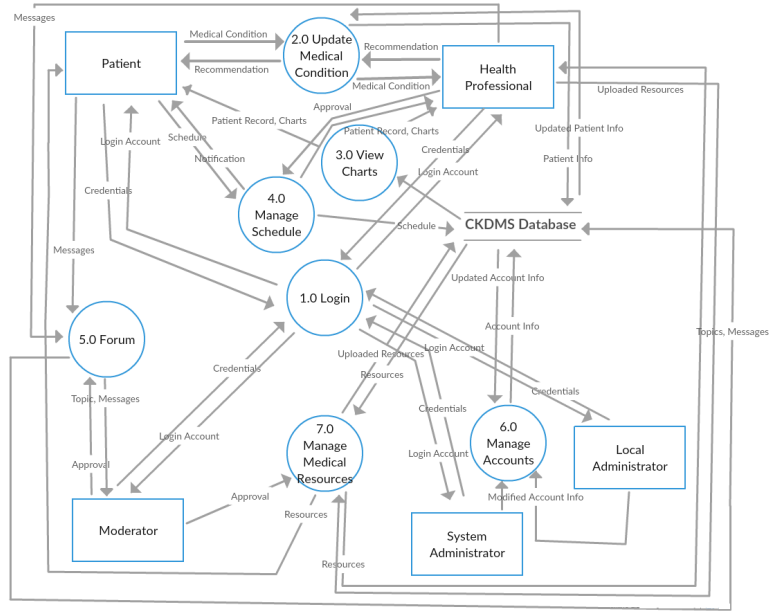 Messages
Medical Condition
2.0 Update
Medical
Condition
Recommendation
Patient
Recommendation
Medical Condition
Health
Professional
Uploaded Resources
Approval
Patient Record, Charts
Patient Record, Charts
Updated Patient Info
Login Account
Schedule
Notification
Credentials
3.0 View
Charts
Patient Info
Login Account
Credentials
4.0
Manage
Schedule
Schedule
CKDMS Database
Messages
Updated Account Info
1.0 Login
Account Info
Topics, Messages
5.0 Forum
Login Account
Uploaded Resources
Credentials
Resources
Credentials
Topic, Messages
Credentials
Login Account
7.0
Manage
Medical
Resources
6.0
Manage
Accounts
Local
Administrator
Login Account
Approval
Approval
Modified Account Info
Resources
Moderator
System
Administrator
Resources